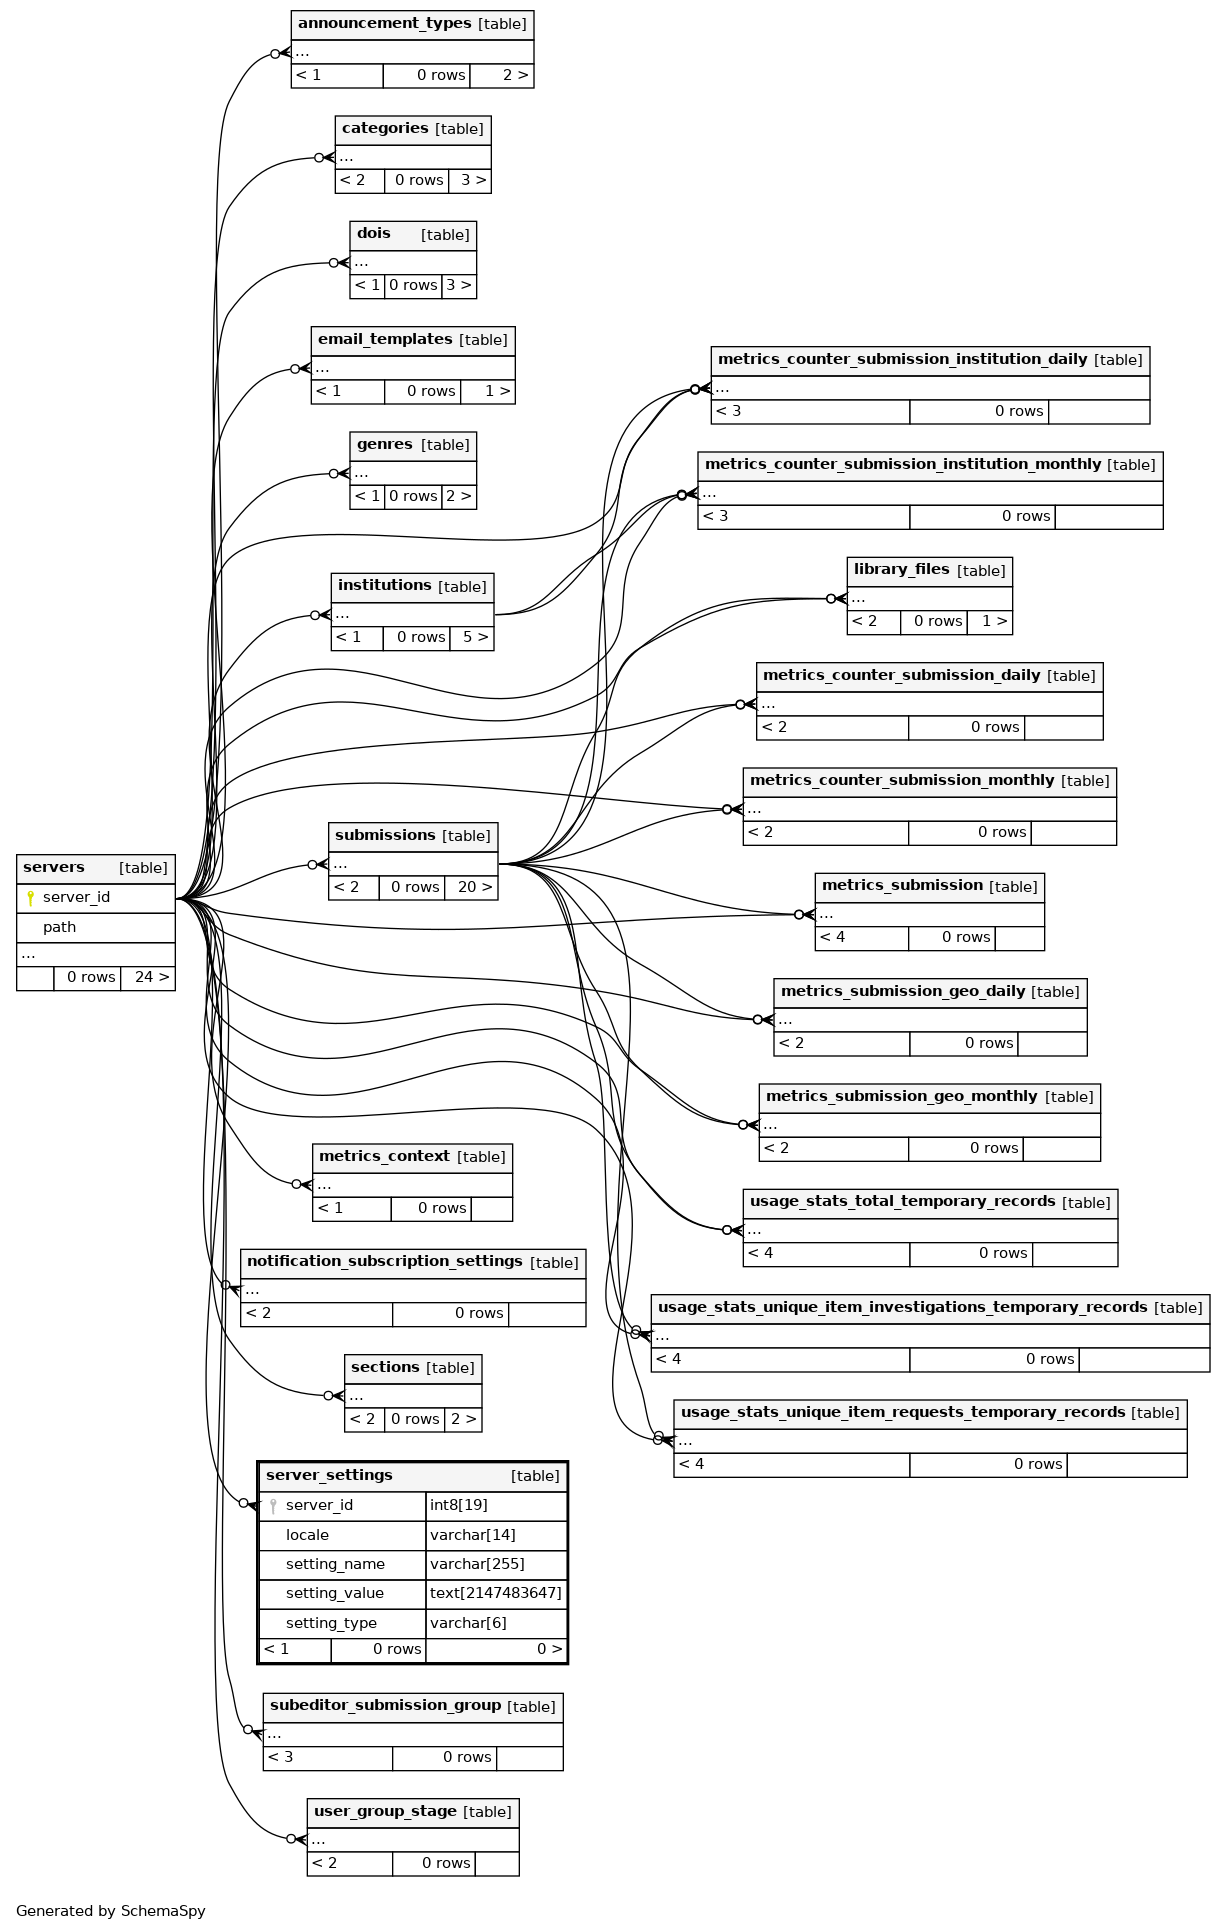 announcement_types [table]
...
< 1 0 rows 2 >
categories [table]
...
< 2 0 rows 3 >
dois [table]
...
< 1 0 rows 3 >
email_templates [table]
...
< 1 0 rows 1 >
genres [table]
...
< 1 0 rows 2 >
institutions [table]
...
< 1 0 rows 5 >
submissions [table]
...
< 2 0 rows 20 >
servers [table]
server_id
path
...
0 rows 24 >
metrics_context [table]
...
< 1 0 rows
notification_subscription_settings [table]
...
< 2 0 rows
sections [table]
...
< 2 0 rows 2 >
server_settings [table]
server_id int8[19]
locale varchar[14]
setting_name varchar[255]
setting_value text[2147483647]
setting_type varchar[6]
< 1 0 rows 0 >
subeditor_submission_group [table]
...
< 3 0 rows
user_group_stage [table]
...
< 2 0 rows
metrics_counter_submission_institution_daily [table]
...
< 3 0 rows
metrics_counter_submission_institution_monthly [table]
...
< 3 0 rows
library_files [table]
...
< 2 0 rows 1 >
metrics_counter_submission_daily [table]
...
< 2 0 rows
metrics_counter_submission_monthly [table]
...
< 2 0 rows
metrics_submission [table]
...
< 4 0 rows
metrics_submission_geo_daily [table]
...
< 2 0 rows
metrics_submission_geo_monthly [table]
...
< 2 0 rows
usage_stats_total_temporary_records [table]
...
< 4 0 rows
usage_stats_unique_item_investigations_temporary_records [table]
...
< 4 0 rows
usage_stats_unique_item_requests_temporary_records [table]
...
< 4 0 rows
Generated by SchemaSpy